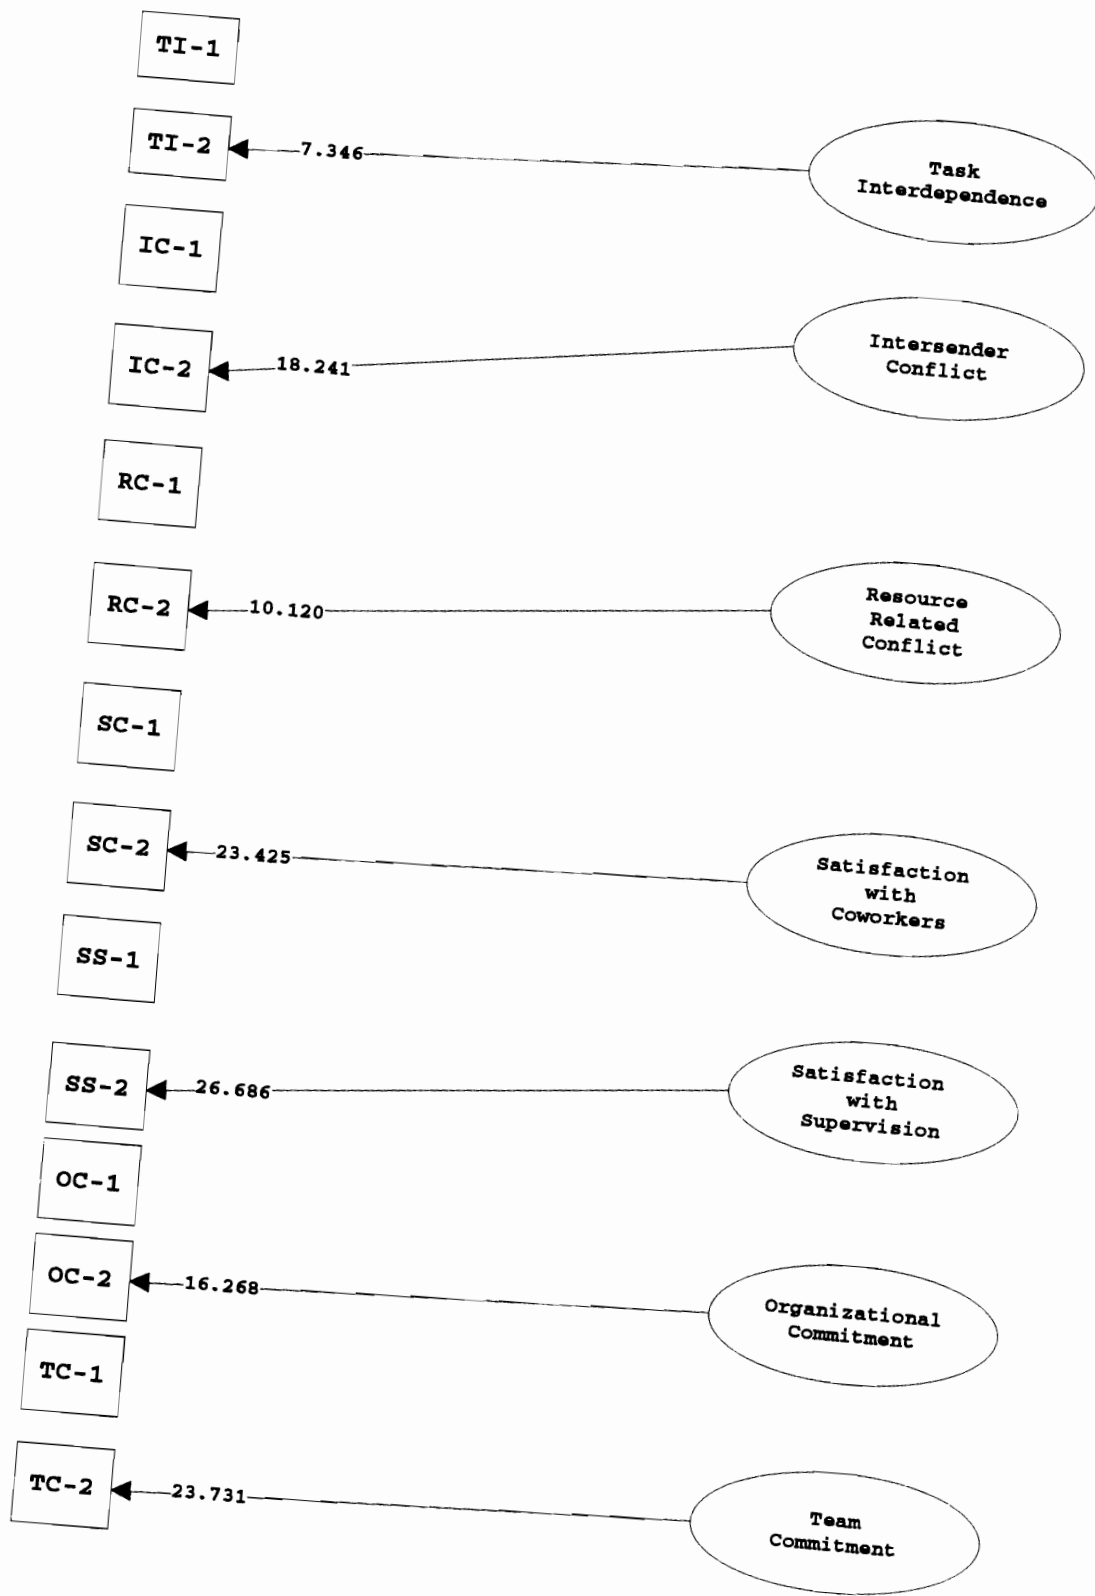 TI-1
TI-2
7.346
Task
Interdependence
IC-1
IC-2
18.241
Intersender
Conflict
RC-1
RC-2
10.120
Resource
Related
Conflict
SC-1
SC-2
23.425
Satisfaction
with
Coworkers
SS-1
SS-2
26.686
Satisfaction
with
Supervision
OC-1
OC-2
16.268
Organizational
Commitment
TC-1
TC-2
23.731
Team
Commitment